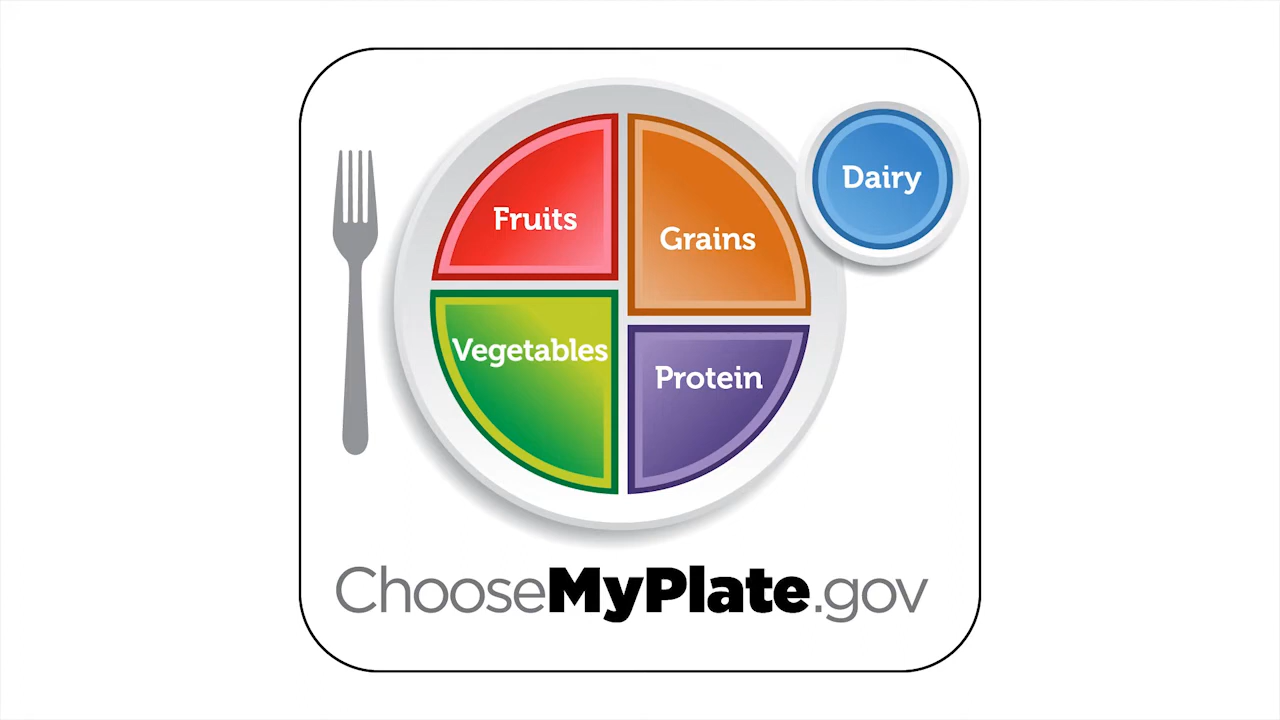 Fruits
Grains
Dairy
Vegetables
Protein
ChooseMyPlate.gov